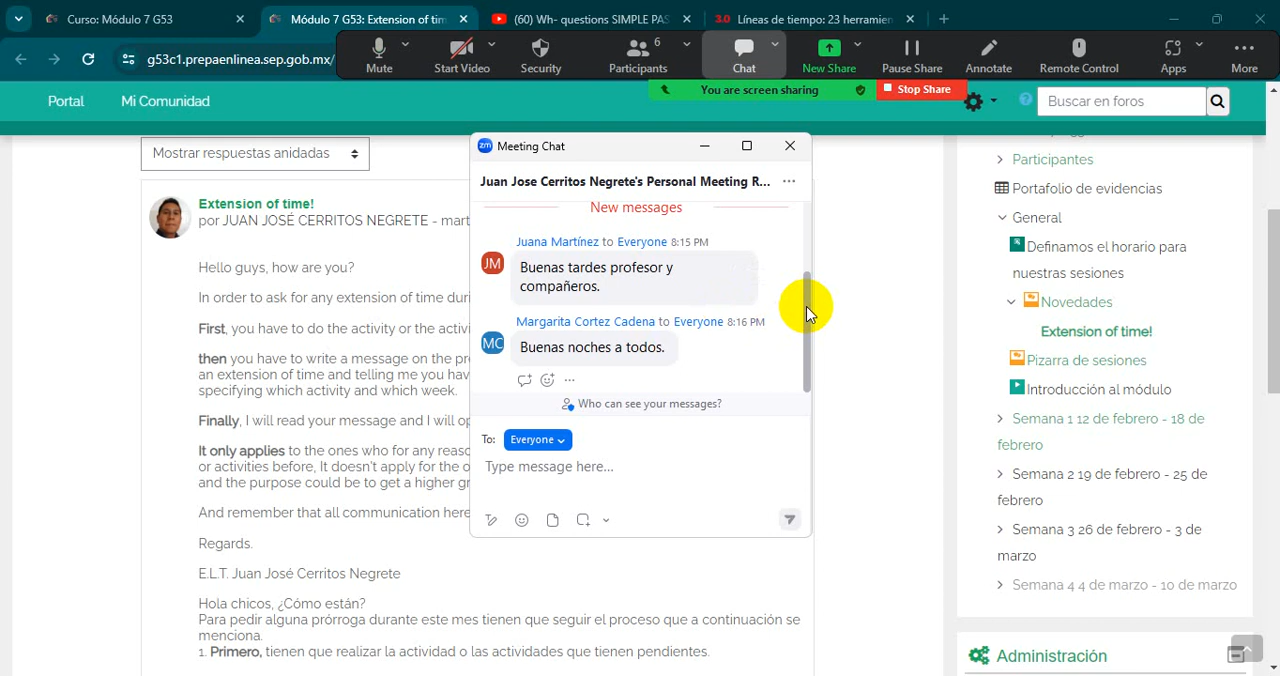 Curso: Módulo 7 G53
Módulo 7 G53: Extension of tim
(60) Wh- questions SIMPLE PAS
3.0 Líneas de tiempo: 23 herramien
g53c1.prepaenlinea.sep.gob.mx/
Mute
Start Video
Security
6
Participants
Chat
New Share
Pause Share
Annotate
Remote Control
Apps
More
You are screen sharing
Stop Share
Portal
Mi Comunidad
Buscar en foros
Mostrar respuestas anidadas
Extension of time!
por JUAN JOSÉ CERRITOS NEGRETE - mart
Hello guys, how are you?
In order to ask for any extension of time duri
First, you have to do the activity or the activi
then you have to write a message on the pr
an extension of time and telling me you hav
specifying which activity and which week.
Finally, I will read your message and I will op
It only applies to the ones who for any reaso
or activities before, It doesn't apply for the o
and the purpose could be to get a higher gr
And remember that all communication here
Regards.
E.L.T. Juan José Cerritos Negrete
Hola chicos, ¿Cómo están?
Para pedir alguna prórroga durante este mes tienen que seguir el proceso que a continuación se
menciona.
1. Primero, tienen que realizar la actividad o las actividades que tienen pendientes.
zm Meeting Chat
Juan Jose Cerritos Negrete's Personal Meeting R...
New messages
Juana Martínez to Everyone 8:15 PM
JM
Buenas tardes profesor y
compañeros.
Margarita Cortez Cadena to Everyone 8:16 PM
MC
Buenas noches a todos.
Who can see your messages?
To: Everyone
Type message here...
Participantes
Portafolio de evidencias
General
Definamos el horario para
nuestras sesiones
Novedades
Extension of time!
Pizarra de sesiones
Introducción al módulo
Semana 1 12 de febrero - 18 de
febrero
Semana 2 19 de febrero - 25 de
febrero
Semana 3 26 de febrero - 3 de
marzo
Semana 4 4 de marzo - 10 de marzo
Administración